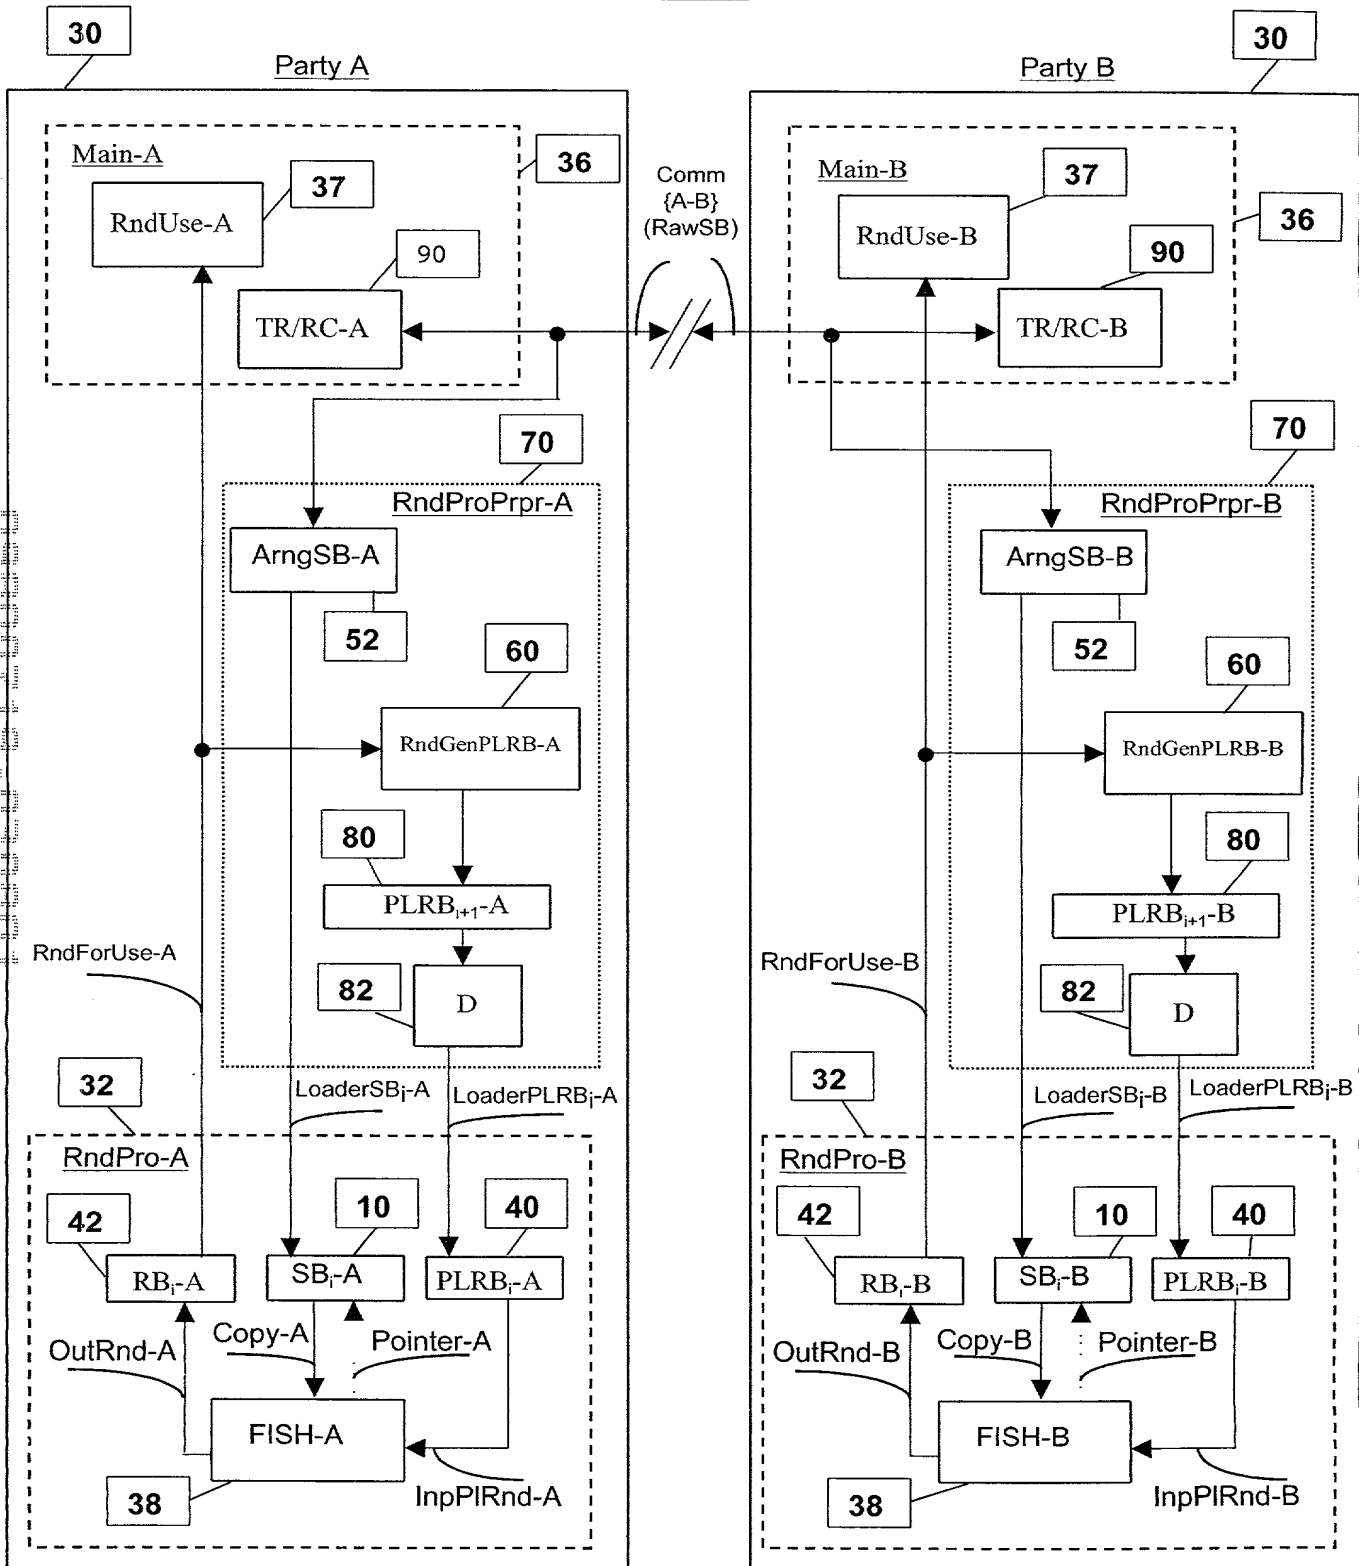 30
Party A
Main-A
36
RndUse-A
37
90
TR/RC-A
Comm
{A-B}
(RawSB)
70
RndProPrpr-A
ArngSB-A
52
60
RndGenPLRB-A
80
PLRBi+1-A
82
D
RndForUse-A
32
LoaderSBi-A
LoaderPLRBi-A
RndPro-A
42
10
40
RBi-A
SBi-A
PLRBi-A
OutRnd-A
Copy-A
Pointer-A
FISH-A
38
InpPlRnd-A
30
Party B
Main-B
37
36
RndUse-B
90
TR/RC-B
70
RndProPrpr-B
ArngSB-B
52
60
RndGenPLRB-B
80
PLRBi+1-B
82
D
RndForUse-B
32
LoaderSBi-B
LoaderPLRBi-B
RndPro-B
42
10
40
RBi-B
SBi-B
PLRBi-B
OutRnd-B
Copy-B
Pointer-B
FISH-B
38
InpPlRnd-B